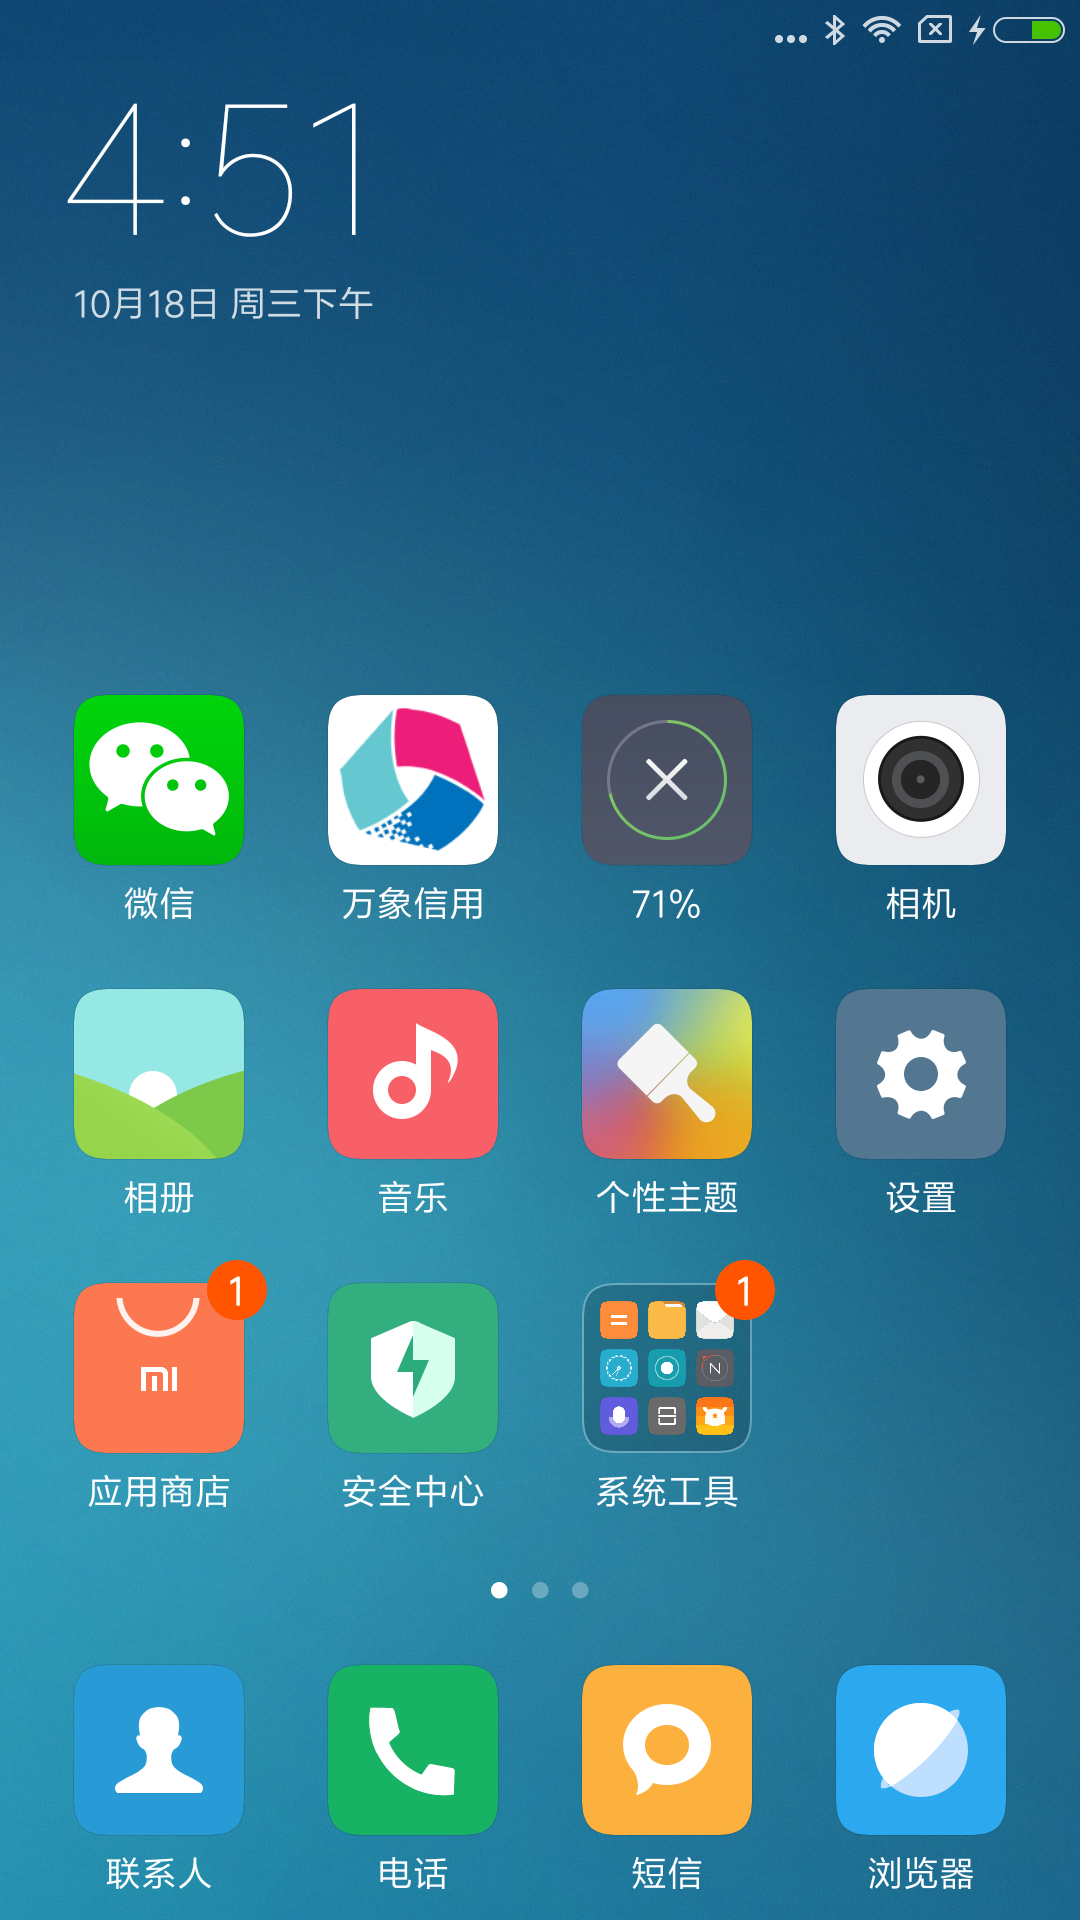 4:51
10月18日 周三下午
微信
万象信用
71%
相机
相册
音乐
个性主题
设置
1
1
mi
N
应用商店
安全中心
系统工具
联系人
电话
短信
浏览器